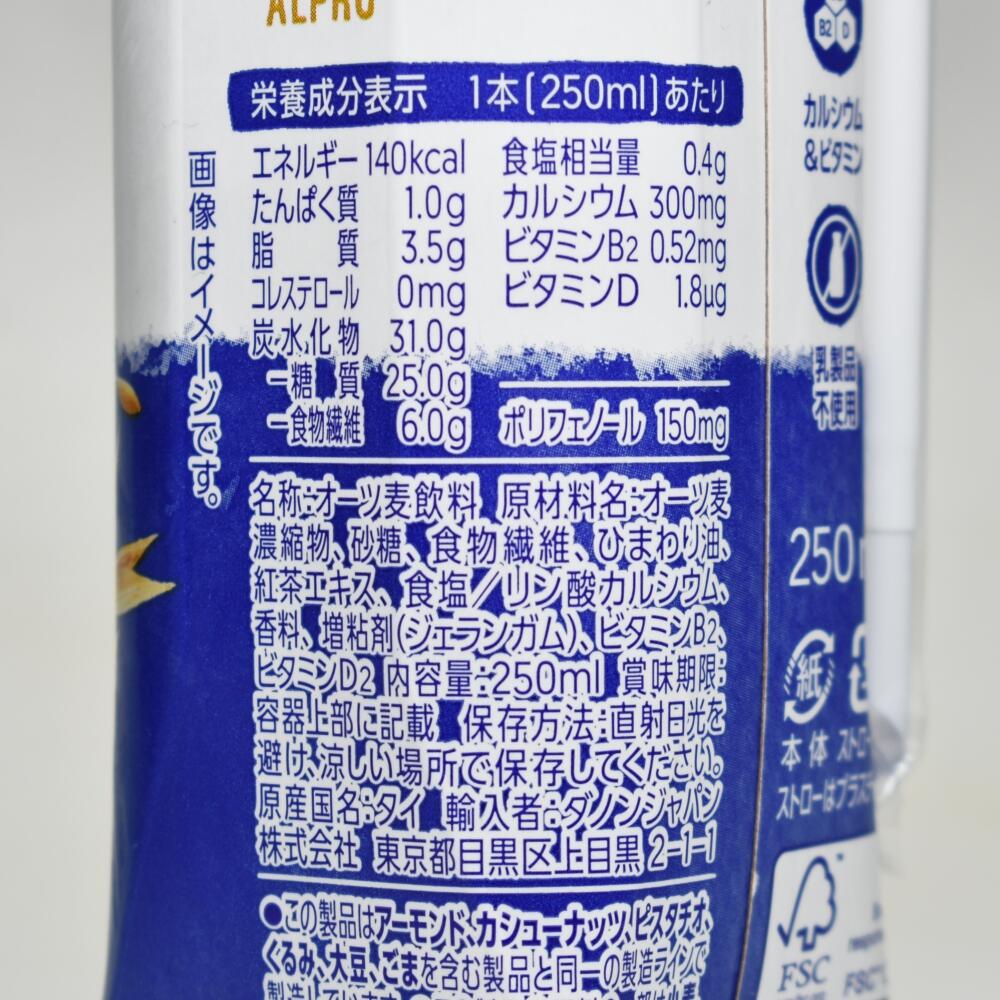 ALPRO
栄養成分表示 1本(250ml)あたり
エネルギー 140kcal
たんぱく質 1.0g
脂質 3.5g
コレステロール 0mg
炭水化物 31.0g
－糖質 25.0g
－食物繊維 6.0g
食塩相当量 0.4g
カルシウム 300mg
ビタミンB2 0.52mg
ビタミンD 1.8μg
ポリフェノール 150mg
画像はイメージです。
名称:オーツ麦飲料 原材料名:オーツ麦
濃縮物、砂糖、食物繊維、ひまわり油、
紅茶エキス、食塩／リン酸カルシウム、
香料、増粘剤(ジェランガム)、ビタミンB2、
ビタミンD2 内容量:250ml 賞味期限:
容器上部に記載 保存方法:直射日光を
避け、涼しい場所で保存してください。
原産国名:タイ 輸入者:ダノンジャパン
株式会社 東京都目黒区上目黒2-1-1
●この製品はアーモンド、カシューナッツ、ピスタチオ、
くるみ、大豆、ごまを含む製品と同一の製造ラインで
B2 D
カルシウム
&ビタミン
乳製品
不使用
250
紙
本体
ストローはプラス
FSC